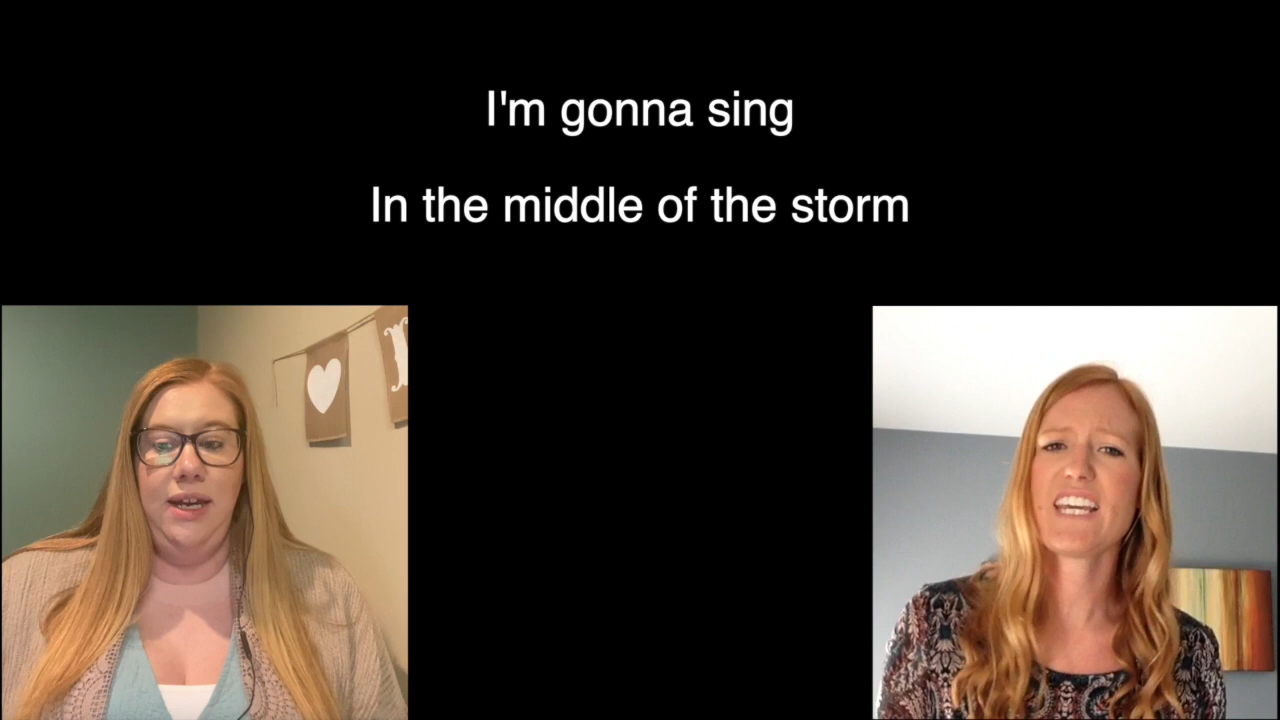 I'm gonna sing
In the middle of the storm